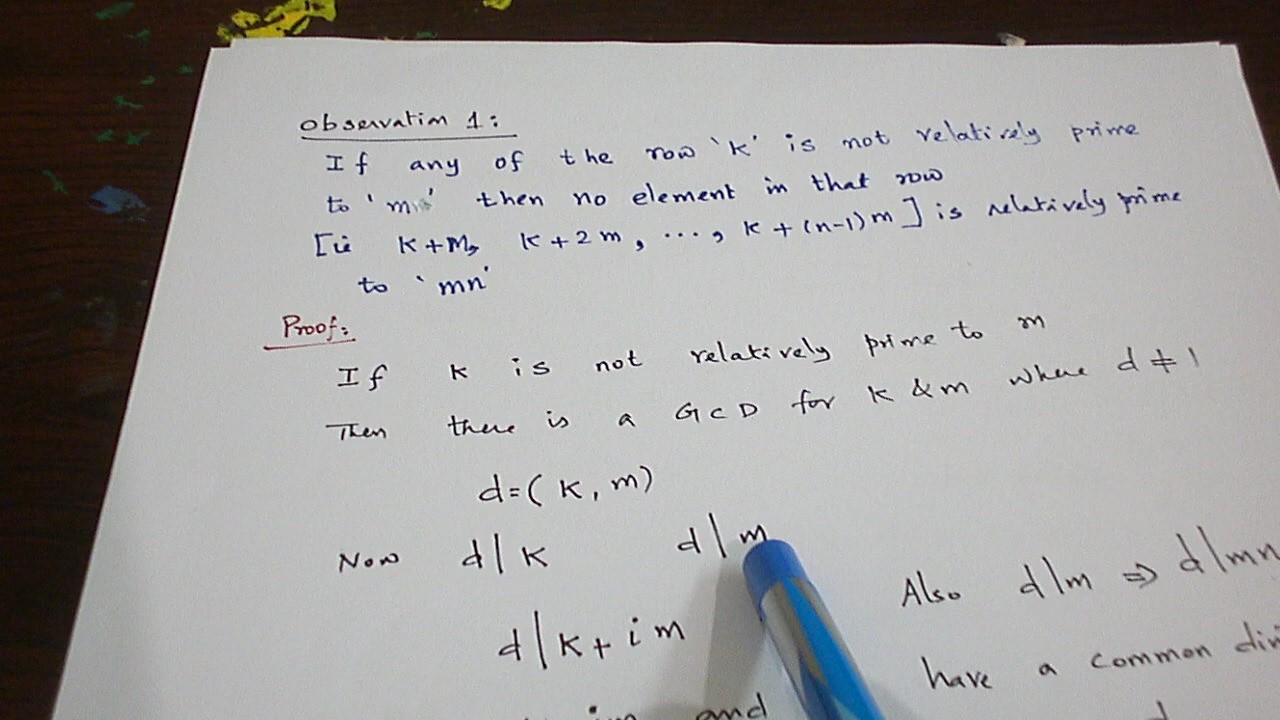 Observation 1:
If any of the row 'K' is not relatively prime
to 'm' then no element in that row
[ie K+M, K+2m, ..., K+(n-1)m] is relatively prime
to 'mn'
Proof:
If K is not relatively prime to m
Then there is a GCD for K & m where d ≠ 1
d=(K, m)
Now d|K d|m
d|K+im
Also d|m ⇒ d|mn
have a common
im and